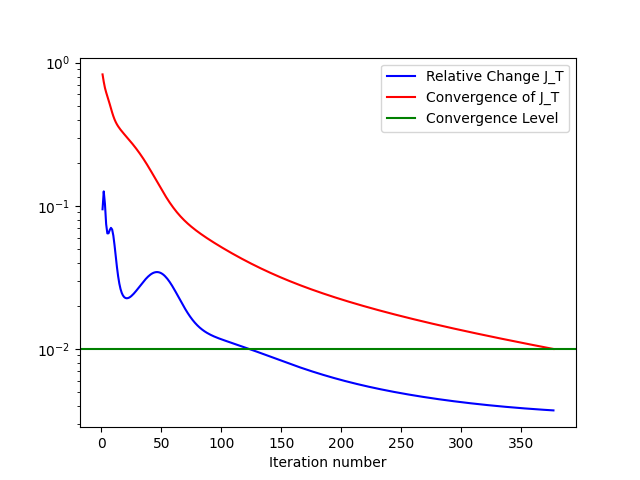 10⁰
10⁻¹
10⁻²
Relative Change J_T
Convergence of J_T
Convergence Level
0 50 100 150 200 250 300 350
Iteration number